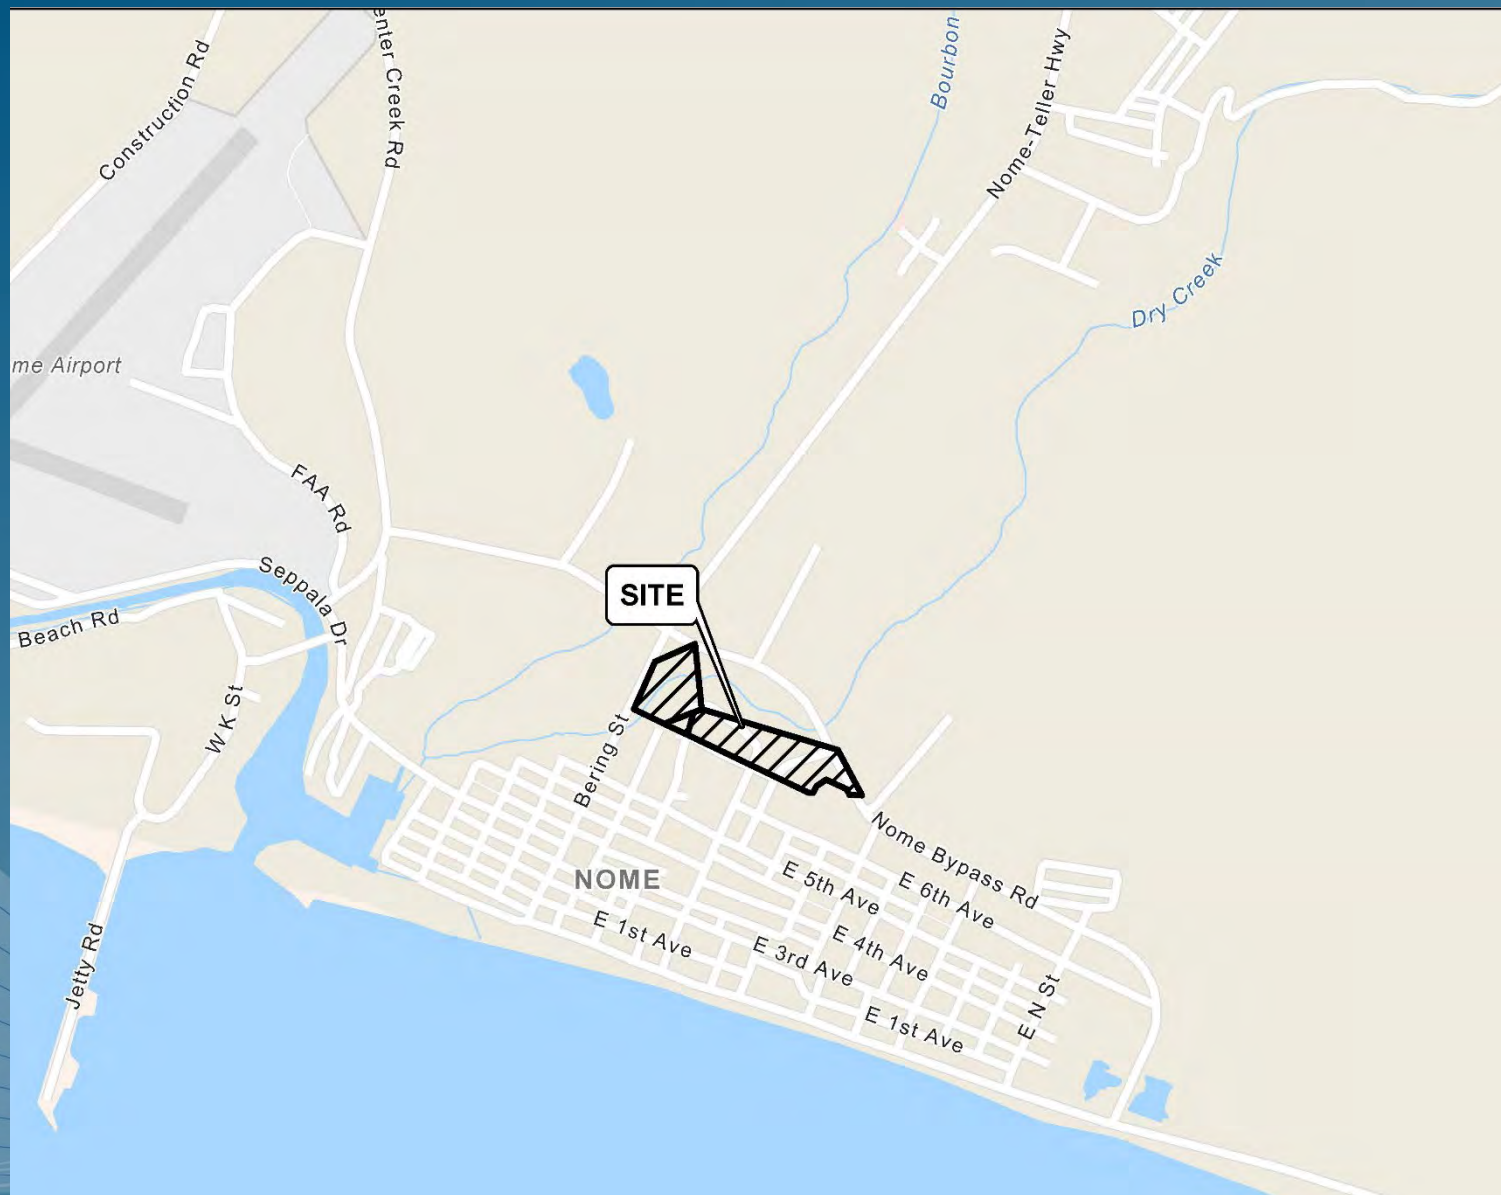 Construction Rd
enter Creek Rd
Bourbon
Nome-Teller Hwy
Dry Creek
me Airport
FAA Rd
Seppala Dr
SITE
Beach Rd
W K St
Bering St
Nome Bypass Rd
NOME
E 5th Ave
E 6th Ave
E 1st Ave
E 3rd Ave
E 4th Ave
Jetty Rd
E N St
E 1st Ave